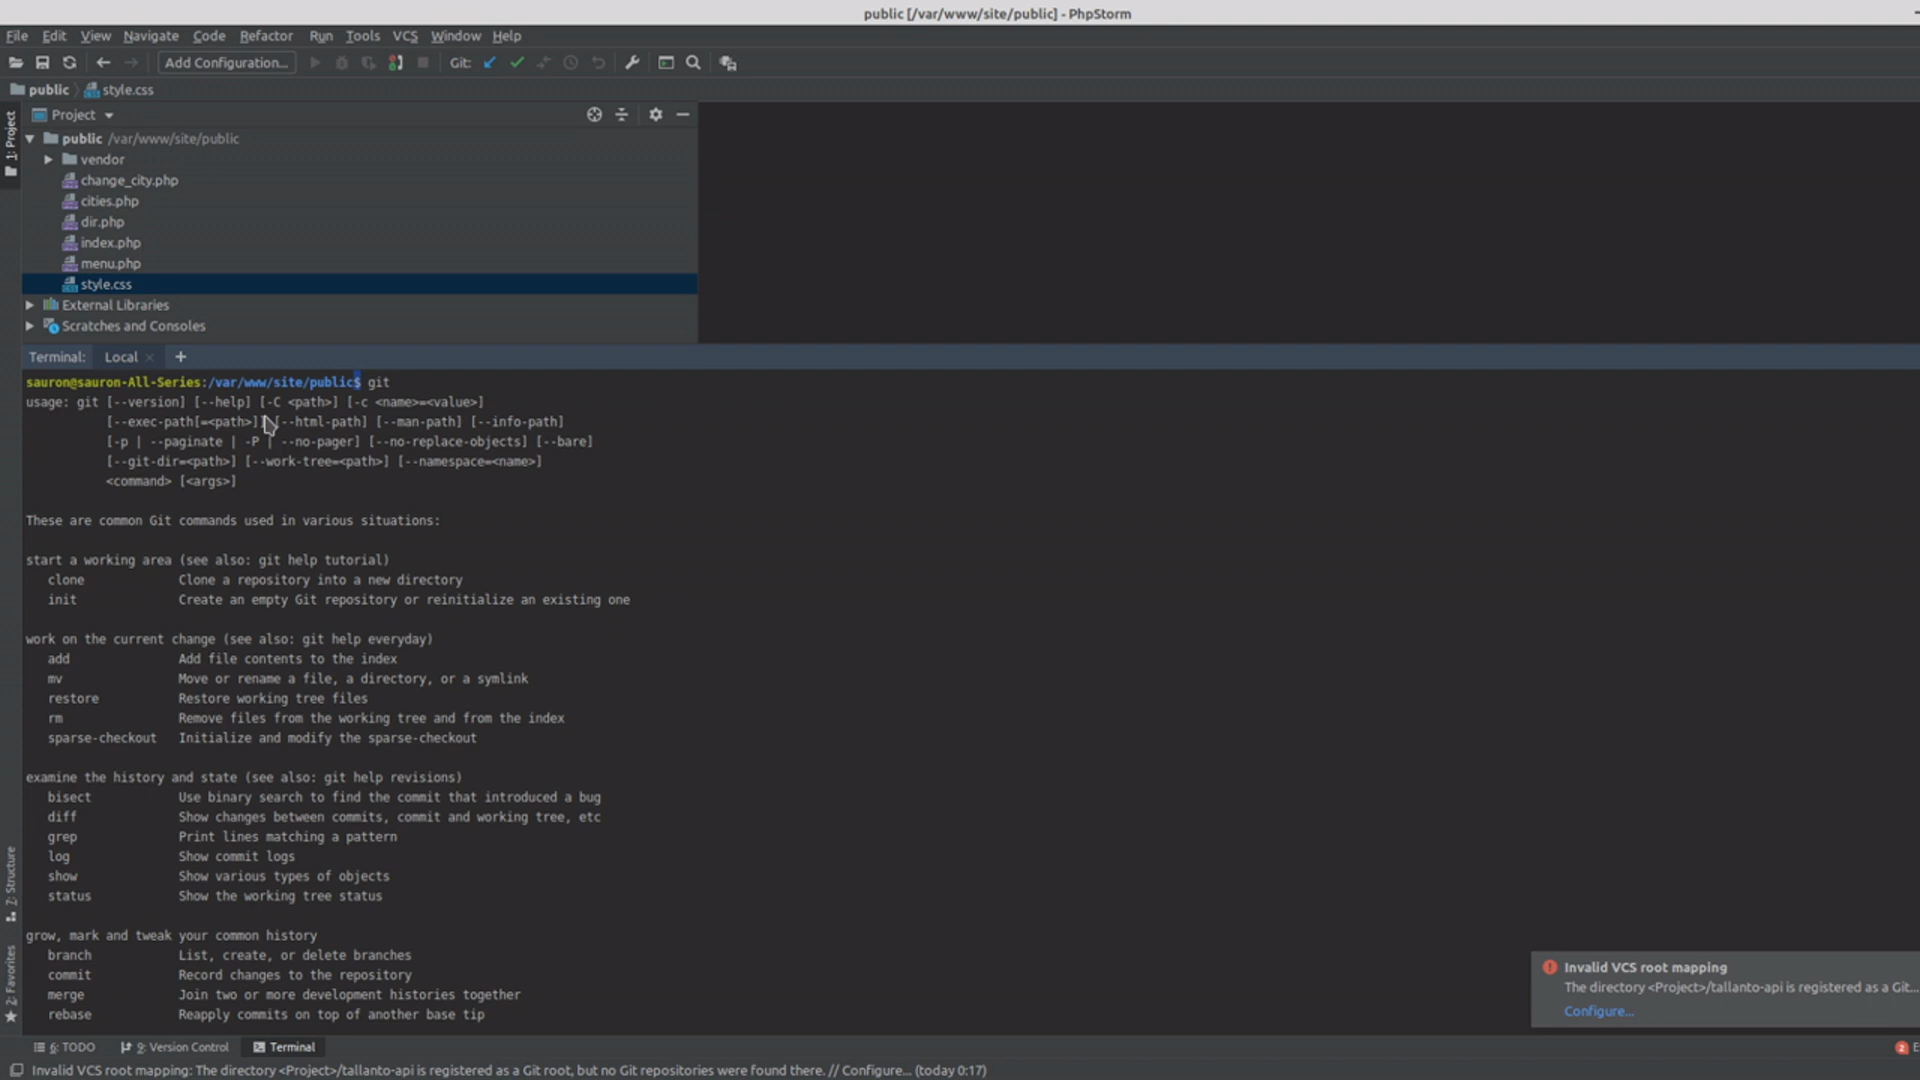 public [/var/www/site/public] - PhpStorm
File Edit View Navigate Code Refactor Run Tools VCS Window Help
Add Configuration... Git:
public style.css
Project
1: Project
public /var/www/site/public
vendor
change_city.php
cities.php
dir.php
index.php
menu.php
style.css
External Libraries
Scratches and Consoles
Terminal: Local × +
sauron@sauron-All-Series:/var/www/site/public$ git
usage: git [--version] [--help] [-C <path>] [-c <name>=<value>]
[--exec-path[=<path>]] [--html-path] [--man-path] [--info-path]
[-p | --paginate | -P | --no-pager] [--no-replace-objects] [--bare]
[--git-dir=<path>] [--work-tree=<path>] [--namespace=<name>]
<command> [<args>]
These are common Git commands used in various situations:
start a working area (see also: git help tutorial)
clone Clone a repository into a new directory
init Create an empty Git repository or reinitialize an existing one
work on the current change (see also: git help everyday)
add Add file contents to the index
mv Move or rename a file, a directory, or a symlink
restore Restore working tree files
rm Remove files from the working tree and from the index
sparse-checkout Initialize and modify the sparse-checkout
examine the history and state (see also: git help revisions)
bisect Use binary search to find the commit that introduced a bug
diff Show changes between commits, commit and working tree, etc
grep Print lines matching a pattern
log Show commit logs
show Show various types of objects
status Show the working tree status
grow, mark and tweak your common history
branch List, create, or delete branches
commit Record changes to the repository
merge Join two or more development histories together
rebase Reapply commits on top of another base tip
Z: Structure
2: Favorites
Invalid VCS root mapping
The directory <Project>/tallanto-api is registered as a Git...
Configure...
6: TODO 9: Version Control Terminal
2 E
Invalid VCS root mapping: The directory <Project>/tallanto-api is registered as a Git root, but no Git repositories were found there. // Configure... (today 0:17)